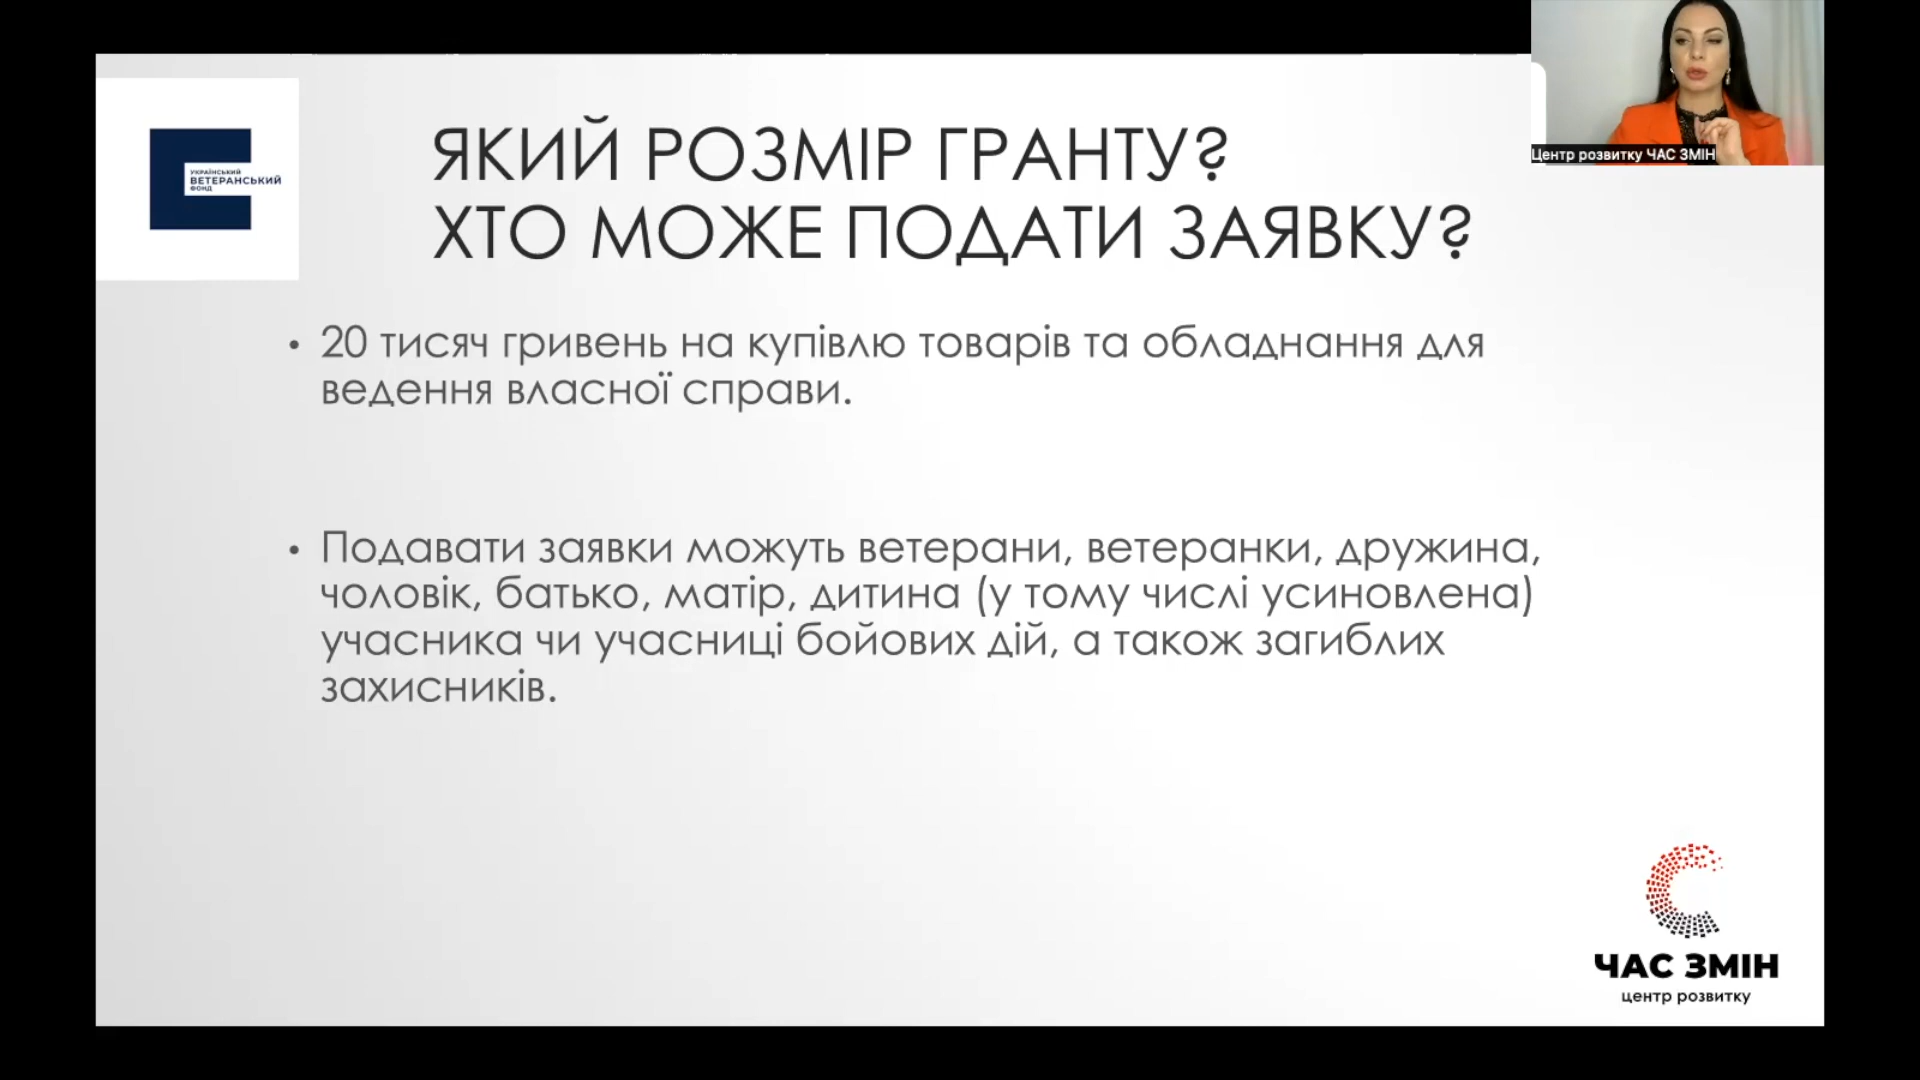 УКРАЇНСЬКИЙ
ВЕТЕРАНСЬКИЙ
ФОНД
ЯКИЙ РОЗМІР ГРАНТУ?
ХТО МОЖЕ ПОДАТИ ЗАЯВКУ?
Центр розвитку ЧАС ЗМІН
• 20 тисяч гривень на купівлю товарів та обладнання для
ведення власної справи.
• Подавати заявки можуть ветерани, ветеранки, дружина,
чоловік, батько, матір, дитина (у тому числі усиновлена)
учасника чи учасниці бойових дій, а також загиблих
захисників.
ЧАС ЗМІН
центр розвитку